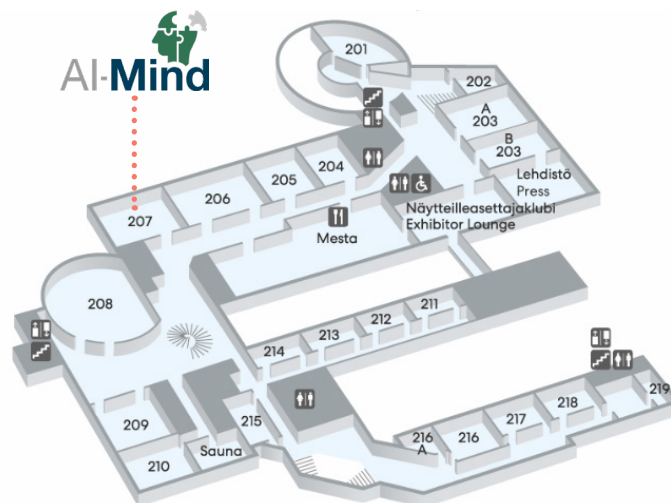 AI-Mind
201
202
A
203
B
203
Lehdistö
Press
204
205
206
207
Näytteilleasettajaklubi
Exhibitor Lounge
Mesta
208
211
212
213
214
215
209
210
Sauna
216
A
216
217
218
219